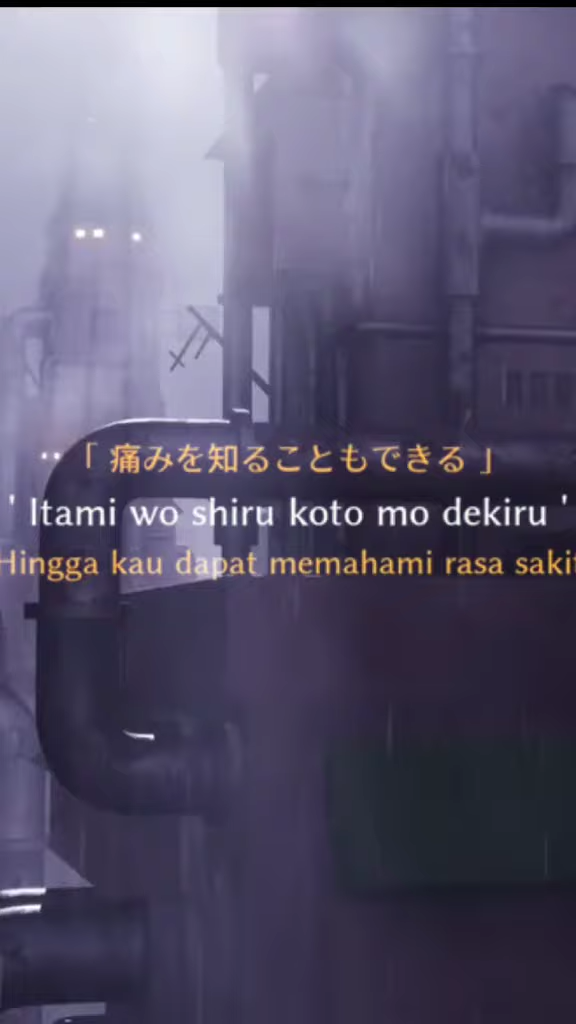 「 痛みを知ることもできる 」
' Itami wo shiru koto mo dekiru '
Hingga kau dapat memahami rasa sakit